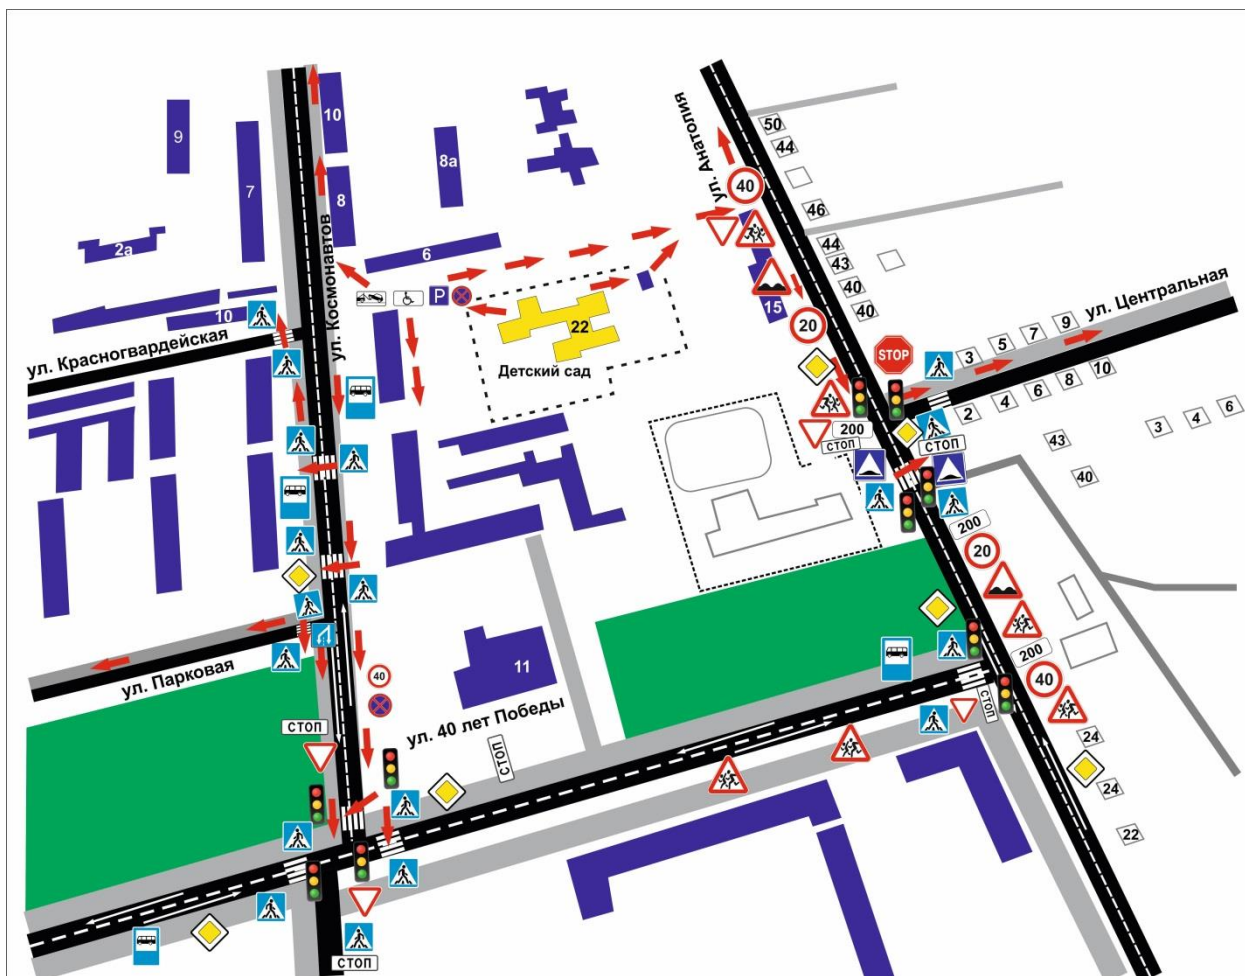 50
10
9
44
ул. Анатолия
8а
7
40
8
46
ул. Космонавтов
2а
44
6
43
ул. Центральная
40
P
10
22
15
40
20
9
7
5
3
STOP
ул. Красногвардейская
Детский сад
10
8
6
4
2
6
4
3
200
СТОП
СТОП
43
40
200
20
200
11
ул. Парковая
40
40
СТОП
СТОП
ул. 40 лет Победы
СТОП
24
24
22
СТОП